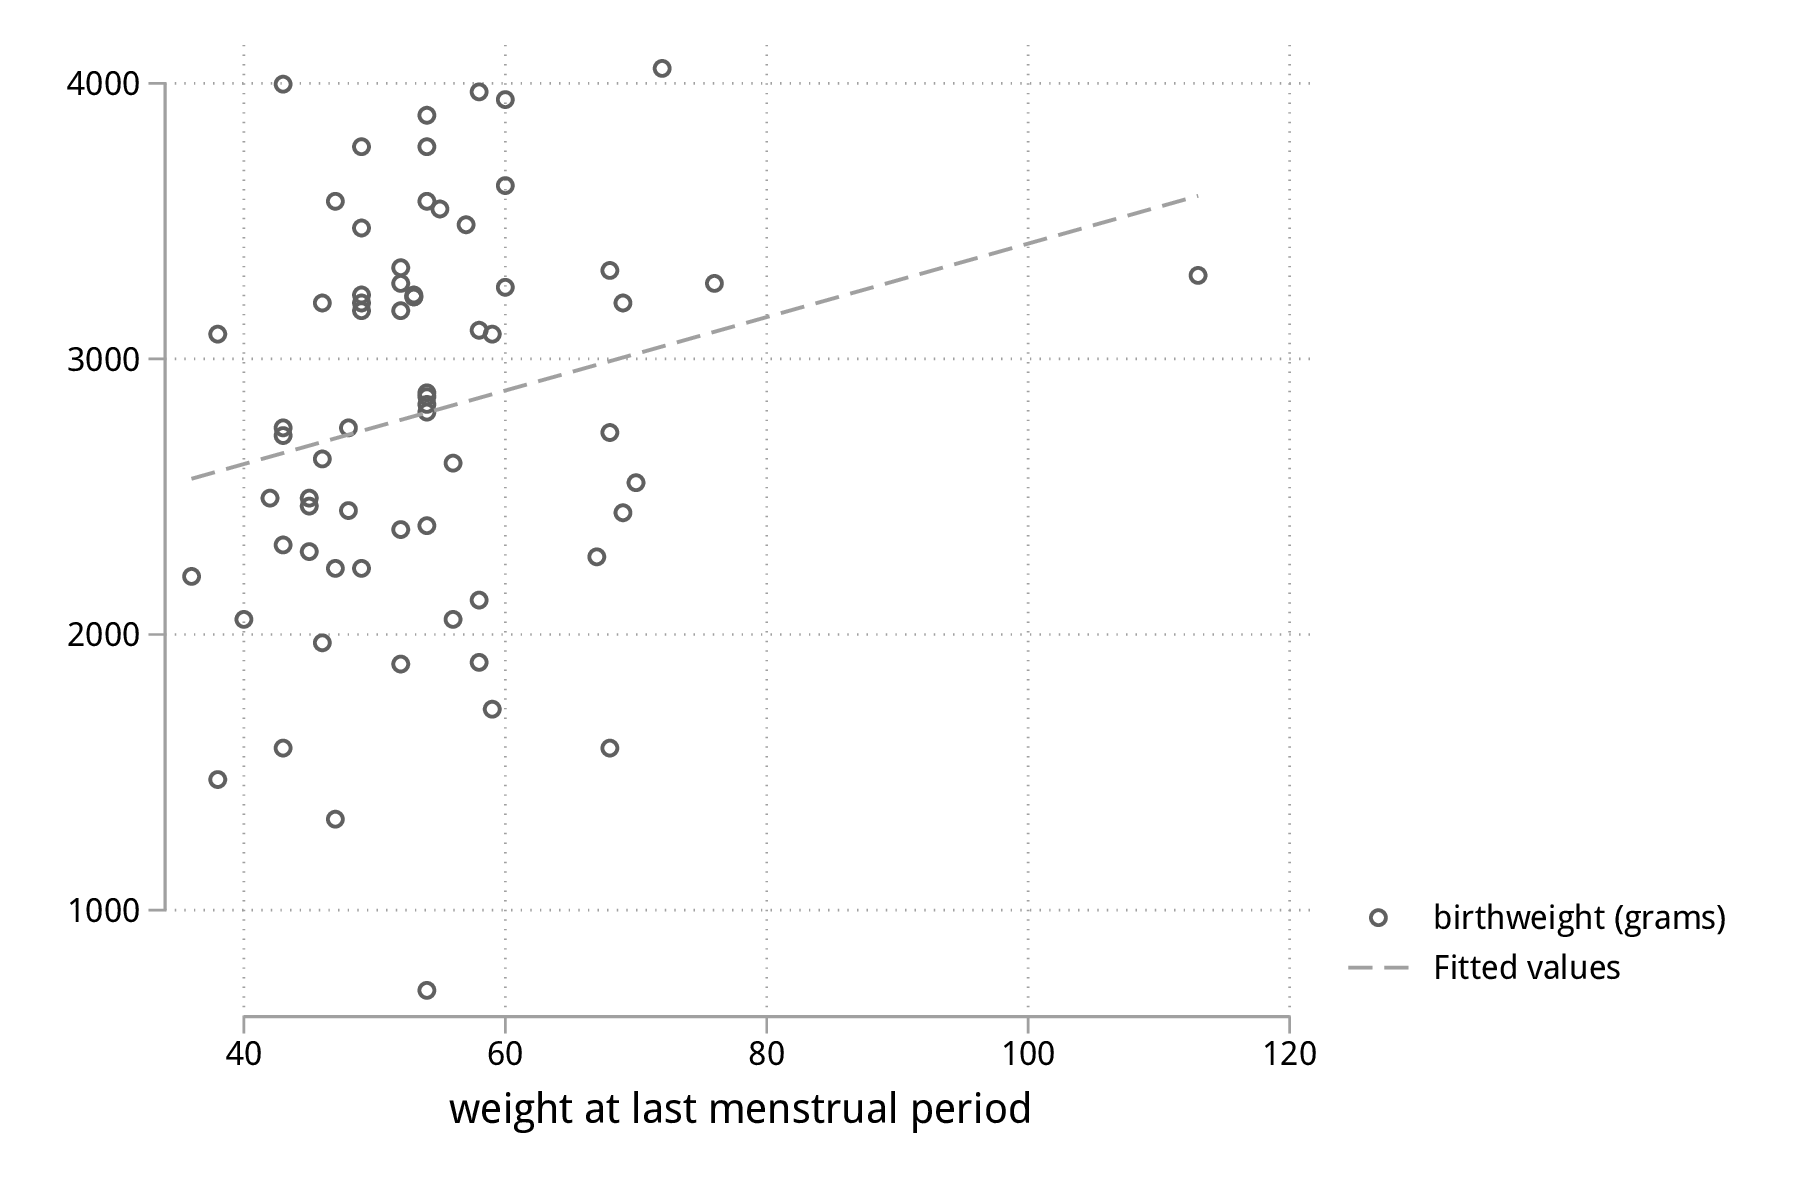 4000
3000
2000
1000
40 60 80 100 120
weight at last menstrual period
birthweight (grams)
Fitted values